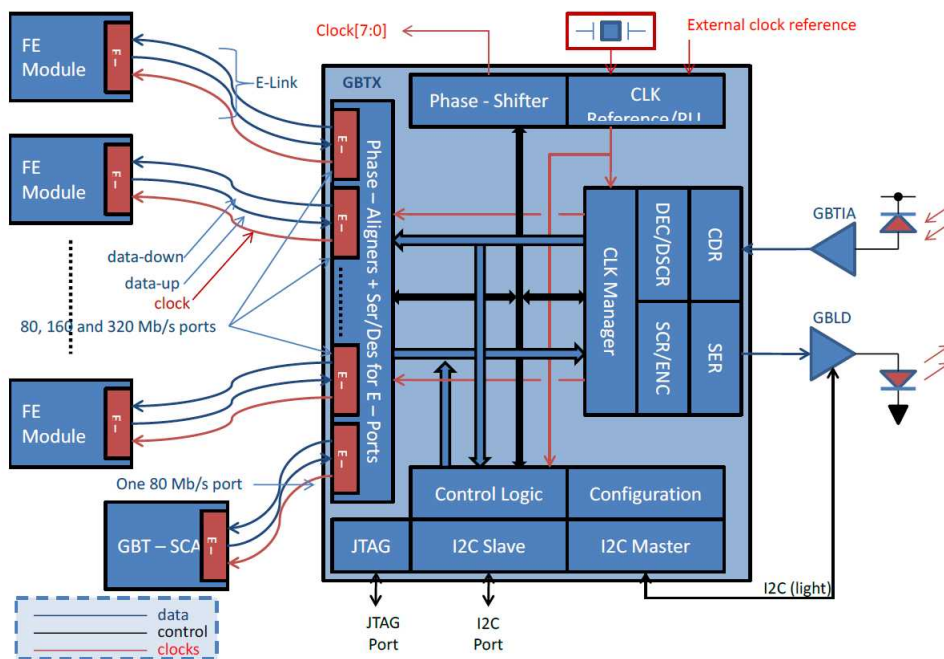 Clock[7:0]
External clock reference
FE
Module
E-Link
GBTX
Phase - Shifter
CLK
Reference/PLL
E –
E –
FE
Module
E –
E –
Phase – Aligners + Ser/Des for E – Ports
CLK Manager
DEC/DSCR
CDR
GBTIA
data-down
data-up
clock
80, 160 and 320 Mb/s ports
SCR/ENC
SER
GBLD
FE
Module
E –
E –
One 80 Mb/s port
E –
Control Logic
Configuration
GBT – SCA
E –
JTAG
I2C Slave
I2C Master
I2C (light)
data
control
clocks
JTAG
Port
I2C
Port